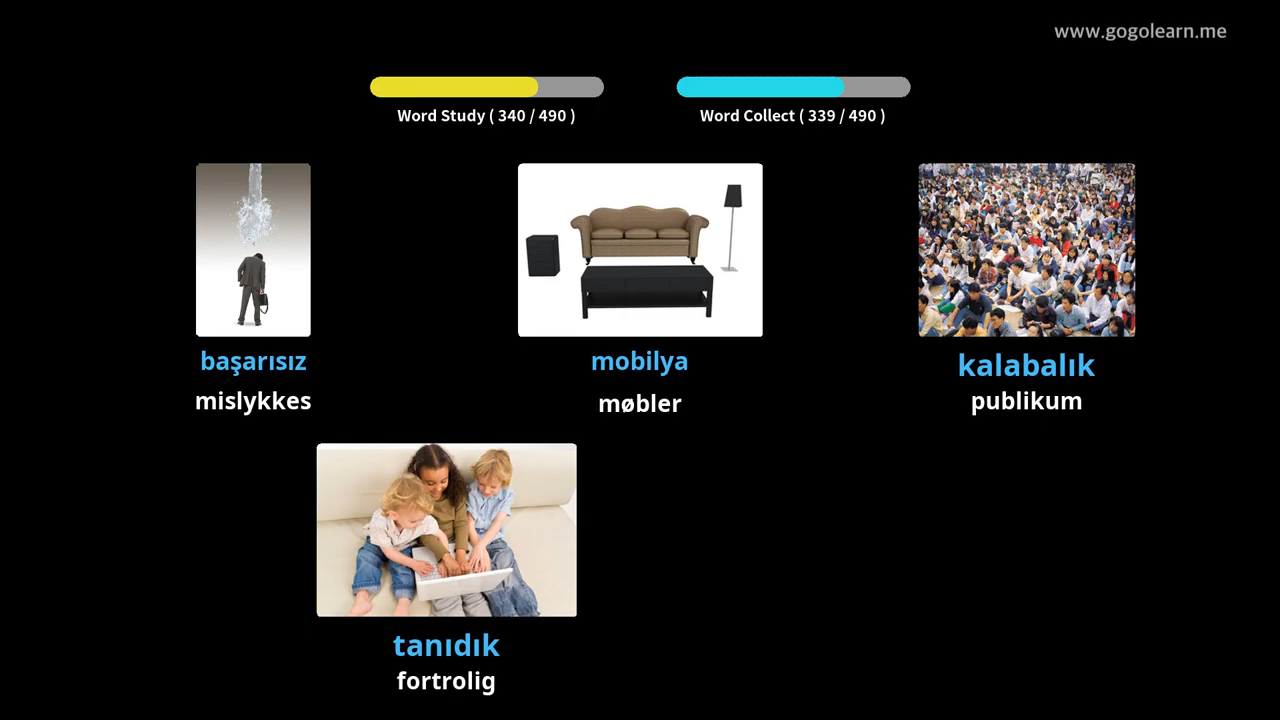 www.gogolearn.me
Word Study ( 340 / 490 )
Word Collect ( 339 / 490 )
başarısız
mislykkes
mobilya
møbler
kalabalık
publikum
tanıdık
fortrolig